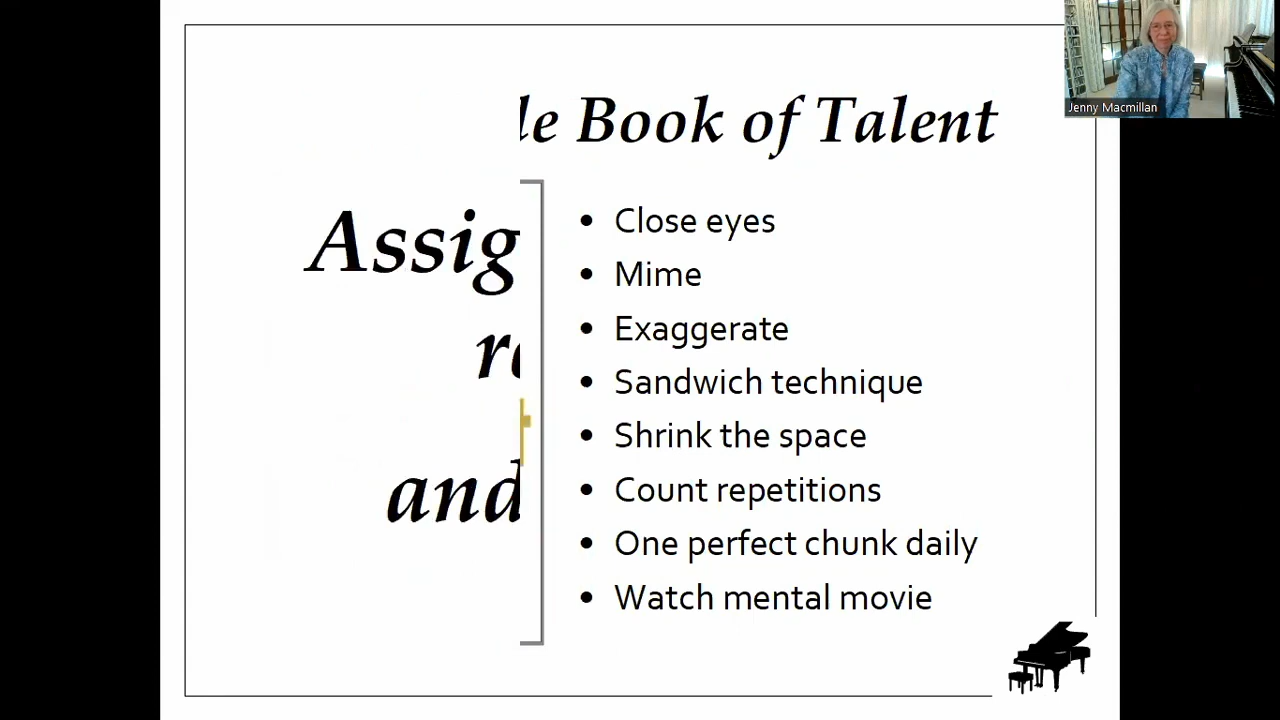 Jenny Macmillan
le Book of Talent
Assig
and
• Close eyes
• Mime
• Exaggerate
• Sandwich technique
• Shrink the space
• Count repetitions
• One perfect chunk daily
• Watch mental movie